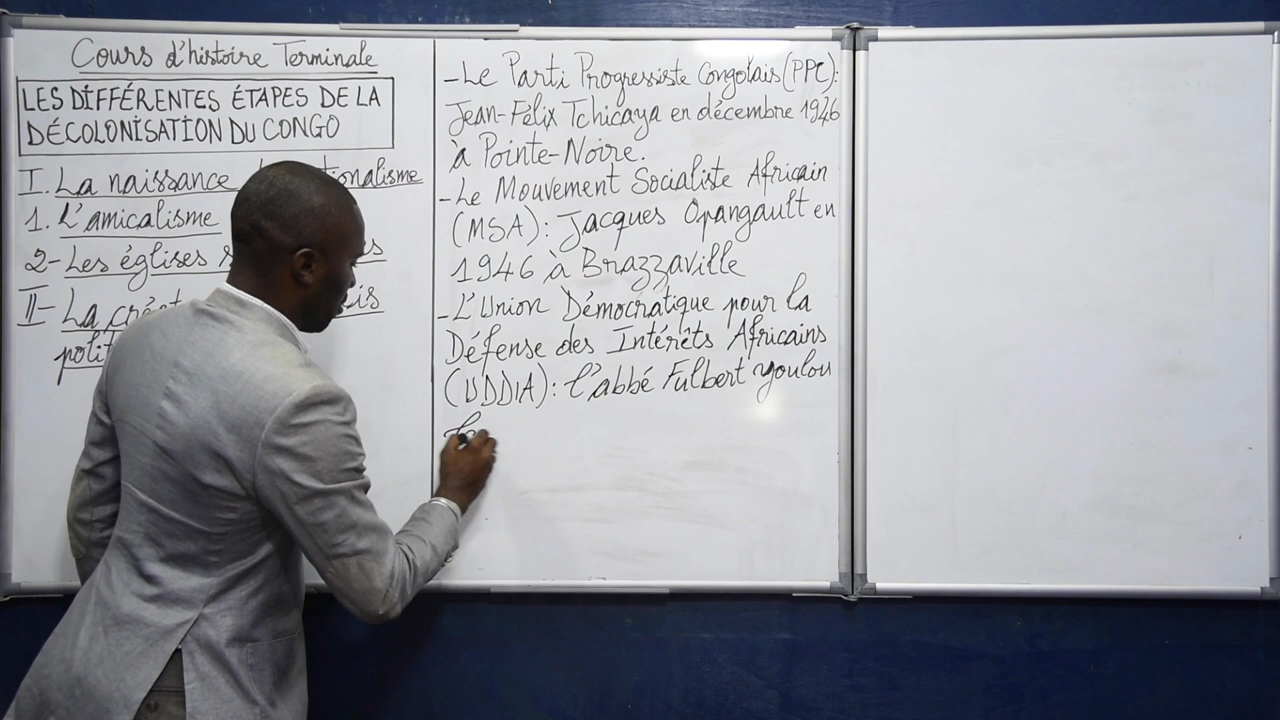 Cours d'histoire Terminale
LES DIFFÉRENTES ÉTAPES DE LA
DÉCOLONISATION DU CONGO
I. La naissance
1. L'amicalisme
2- Les églises
II- La
-Le Parti Progressiste Congolais (PPC):
Jean-Félix Tchicaya en décembre 1946
à Pointe-Noire.
-Le Mouvement Socialiste Africain
(MSA): Jacques Opangault en
1946 à Brazzaville
-L'Union Démocratique pour la
Défense des Intérêts Africains
(UDDIA): l'abbé Fulbert Youlou